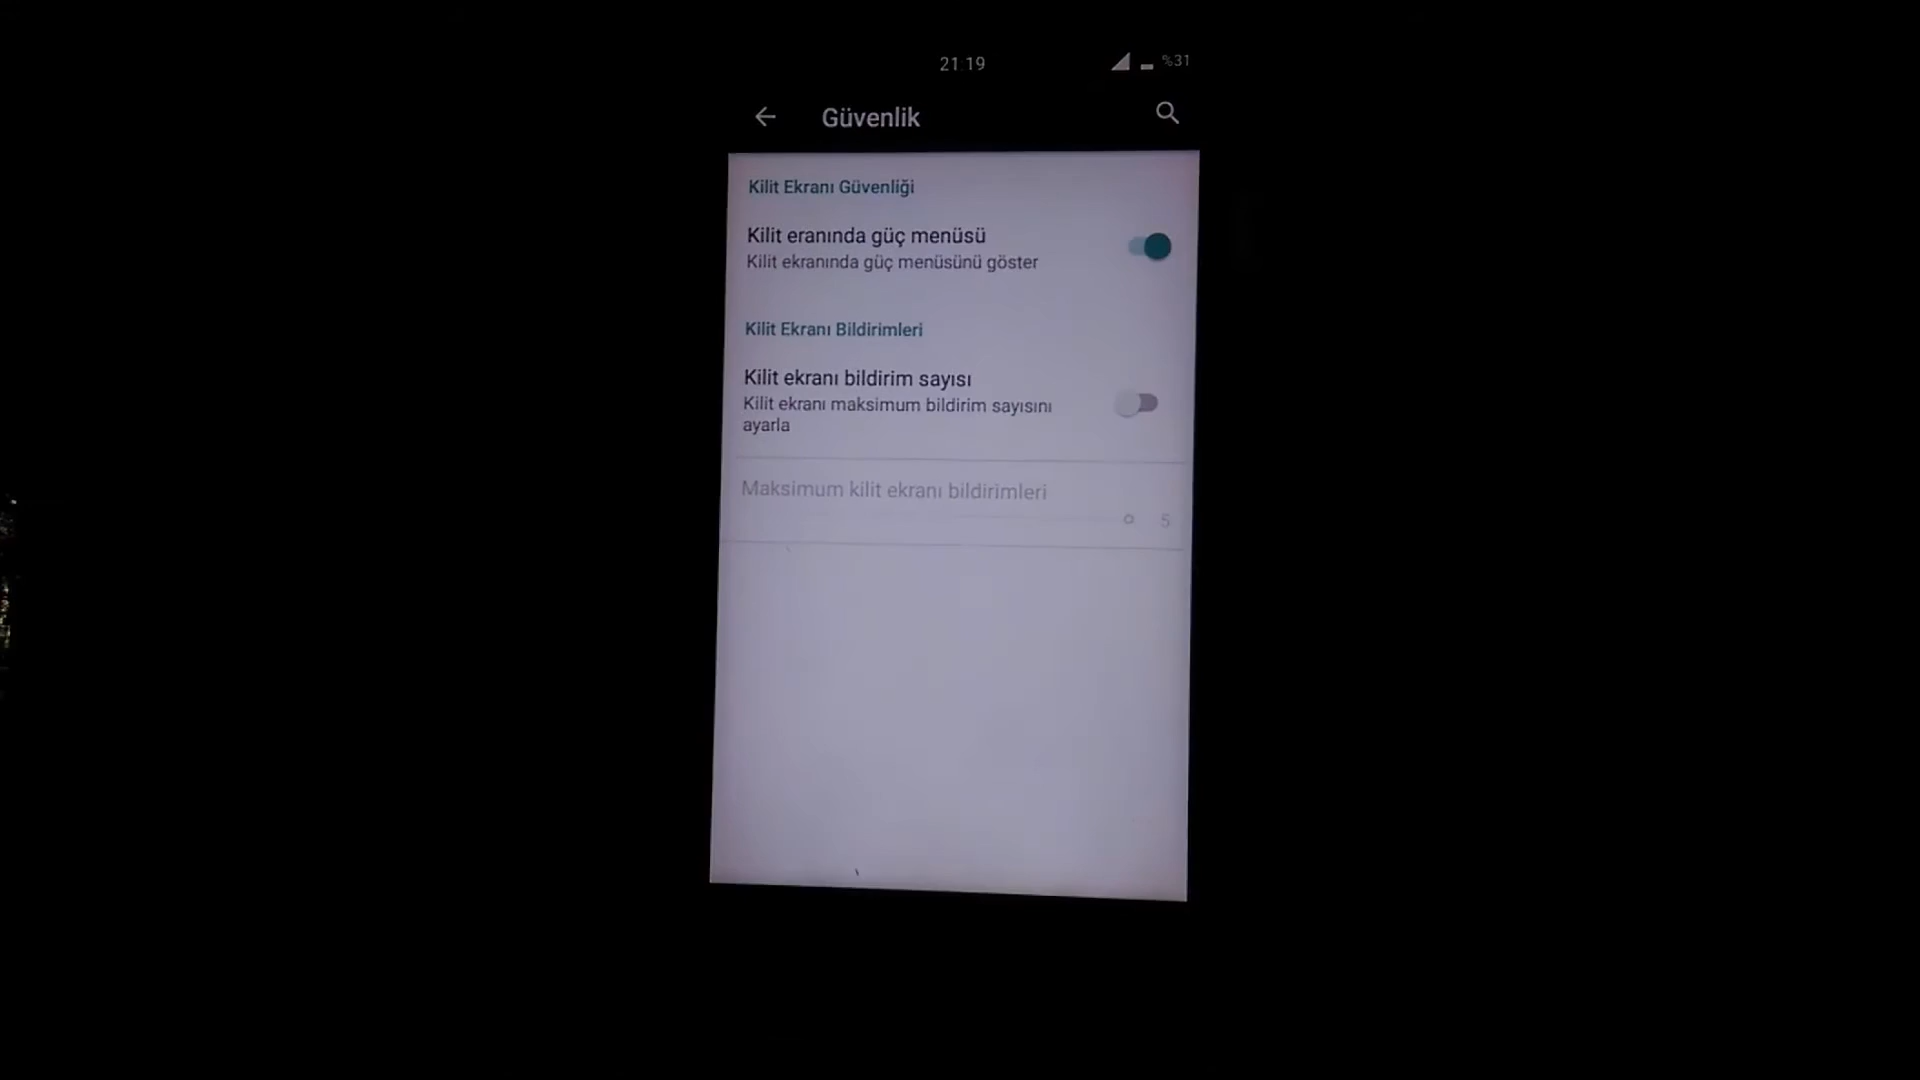 21 19
%31
Güvenlik
Kilit Ekranı Güvenliği
Kilit eranında güç menüsü
Kilit ekranında güç menüsünü göster
Kilit Ekranı Bildirimleri
Kilit ekranı bildirim sayısı
Kilit ekranı maksimum bildirim sayısını
ayarla
Maksimum kilit ekranı bildirimleri
5